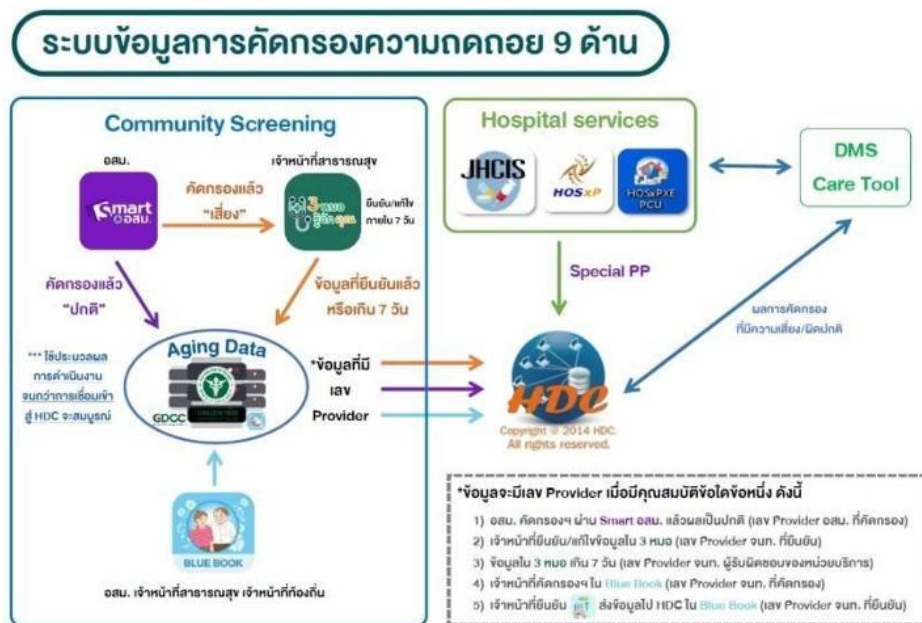 ระบบข้อมูลการคัดกรองความถดถอย 9 ด้าน
Community Screening
อสม.
เจ้าหน้าที่สาธารณสุข
Smart
อสม.
คัดกรองแล้ว
"เสี่ยง"
3 หมอ
รู้จักคุณ
ยืนยัน/แก้ไข
ภายใน 7 วัน
คัดกรองแล้ว
"ปกติ"
ข้อมูลที่ยืนยันแล้ว
หรือเกิน 7 วัน
*** ใช้ประมวลผล
การดำเนินงาน
จนกว่าการเชื่อมเข้า
สู่ HDC จะสมบูรณ์
Aging Data
GDCC
*ข้อมูลที่มี
เลข
Provider
BLUE BOOK
อสม. เจ้าหน้าที่สาธารณสุข เจ้าหน้าที่ท้องถิ่น
Hospital services
JHCIS
HOSxP
HOSxPXE
PCU
Special PP
DMS
Care Tool
ผลการคัดกรอง
ที่มีความเสี่ยง/ผิดปกติ
HDC
Copyright @ 2014 HDC.
All rights reserved.
*ข้อมูลจะมีเลข Provider เมื่อมีคุณสมบัติข้อใดข้อหนึ่ง ดังนี้
1) อสม. คัดกรองฯ ผ่าน Smart อสม. แล้วผลเป็นปกติ (เลข Provider อสม. ที่คัดกรอง)
2) เจ้าหน้าที่ยืนยัน/แก้ไขข้อมูลใน 3 หมอ (เลข Provider จนท. ที่ยืนยัน)
3) ข้อมูลใน 3 หมอ เกิน 7 วัน (เลข Provider จนท. ผู้รับผิดชอบของหน่วยบริการ)
4) เจ้าหน้าที่คัดกรองฯ ใน Blue Book (เลข Provider จนท. ที่คัดกรอง)
5) เจ้าหน้าที่ยืนยัน ส่งข้อมูลไป HDC ใน Blue Book (เลข Provider จนท. ที่ยืนยัน)